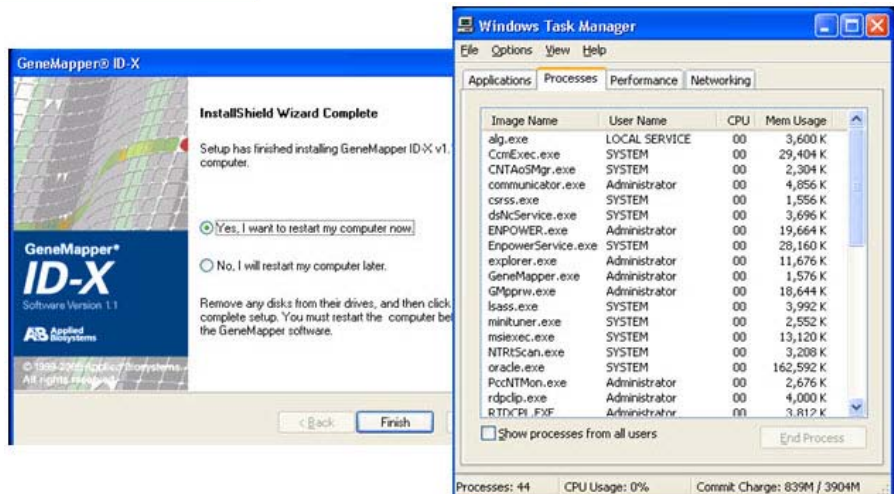 GeneMapper® ID-X
InstallShield Wizard Complete
Setup has finished installing GeneMapper ID-X v1.
computer.
Yes, I want to restart my computer now.
No, I will restart my computer later.
Remove any disks from their drives, and then click
complete setup. You must restart the computer
the GeneMapper software.
GeneMapper*
ID-X
Software Version 1.1
AB Applied
Biosystems
All rights
< Back
Finish
Windows Task Manager
File Options View Help
Applications Processes Performance Networking
Image Name User Name CPU Mem Usage
alg.exe LOCAL SERVICE 00 3,600 K
CcmExec.exe SYSTEM 00 29,404 K
CNTAoSMgr.exe SYSTEM 00 2,304 K
communicator.exe Administrator 00 4,856 K
csrss.exe SYSTEM 00 1,556 K
dsNcService.exe SYSTEM 00 3,696 K
ENPOWER.exe Administrator 00 19,664 K
EnpowerService.exe SYSTEM 00 28,160 K
explorer.exe Administrator 00 11,676 K
GeneMapper.exe Administrator 00 1,576 K
GMpprw.exe Administrator 00 18,644 K
lsass.exe SYSTEM 00 3,992 K
minituner.exe SYSTEM 00 2,552 K
msiexec.exe SYSTEM 00 13,120 K
NTRtScan.exe SYSTEM 00 3,208 K
oracle.exe SYSTEM 00 162,592 K
PccNTMon.exe Administrator 00 2,676 K
rdpclip.exe Administrator 00 4,000 K
RTDCPL.EXE Administrator 00 3,812 K
Show processes from all users
End Process
Processes: 44 CPU Usage: 0% Commit Charge: 839M / 3904M